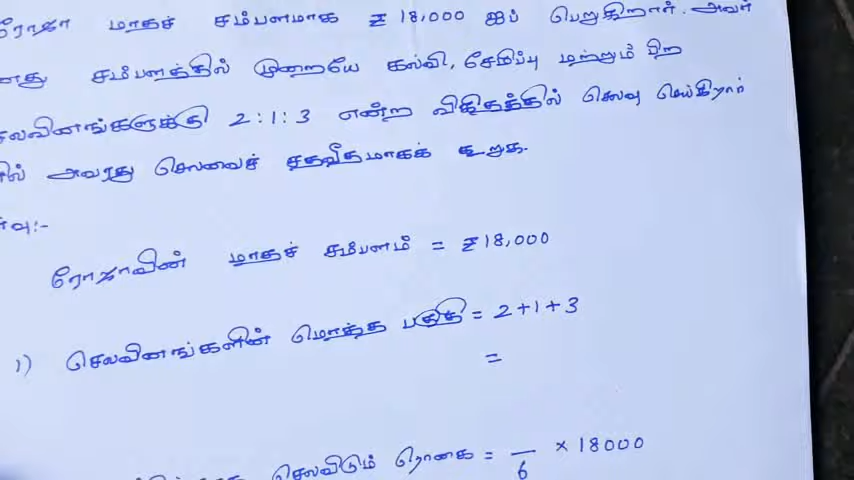 ரோஜா மாதச் சம்பளமாக ₹ 18,000 ஐப் பெறுகிறார். அவர்
சம்பளத்தில் முறையே கல்வி, சேமிப்பு மற்றும் பிற
செலவினங்களுக்கு 2:1:3 என்ற விகிதத்தில் செலவு செய்கிறார்
அவரது செலவைச் சதவீதமாகக் கூறுக.
ரோஜாவின் மாதச் சம்பளம் = ₹18,000
1) செலவினங்களின் மொத்த பகுதி = 2+1+3
=
செலவிடும் தொகை = — × 18000
6